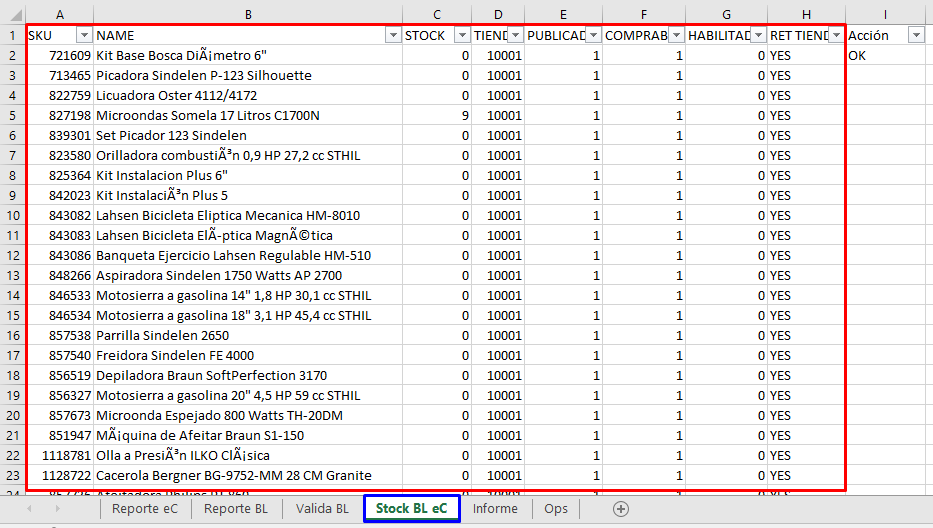 A B C D E F G H I
1 SKU NAME STOCK TIEND PUBLICAD COMPRAB HABILITAD RET TIEND Acción
2 721609 Kit Base Bosca DiÃ¡metro 6" 0 10001 1 1 0 YES OK
3 713465 Picadora Sindelen P-123 Silhouette 0 10001 1 1 0 YES
4 822759 Licuadora Oster 4112/4172 0 10001 1 1 0 YES
5 827198 Microondas Somela 17 Litros C1700N 9 10001 1 1 0 YES
6 839301 Set Picador 123 Sindelen 0 10001 1 1 0 YES
7 823580 Orilladora combustiÃ³n 0,9 HP 27,2 cc STHIL 0 10001 1 1 0 YES
8 825364 Kit Instalacion Plus 6" 0 10001 1 1 0 YES
9 842023 Kit InstalaciÃ³n Plus 5 0 10001 1 1 0 YES
10 843082 Lahsen Bicicleta Eliptica Mecanica HM-8010 0 10001 1 1 0 YES
11 843083 Lahsen Bicicleta ElÃ-ptica MagnÃ©tica 0 10001 1 1 0 YES
12 843086 Banqueta Ejercicio Lahsen Regulable HM-510 0 10001 1 1 0 YES
13 848266 Aspiradora Sindelen 1750 Watts AP 2700 0 10001 1 1 0 YES
14 846533 Motosierra a gasolina 14" 1,8 HP 30,1 cc STHIL 0 10001 1 1 0 YES
15 846534 Motosierra a gasolina 18" 3,1 HP 45,4 cc STHIL 0 10001 1 1 0 YES
16 857538 Parrilla Sindelen 2650 0 10001 1 1 0 YES
17 857540 Freidora Sindelen FE 4000 0 10001 1 1 0 YES
18 856519 Depiladora Braun SoftPerfection 3170 0 10001 1 1 0 YES
19 856327 Motosierra a gasolina 20" 4,5 HP 59 cc STHIL 0 10001 1 1 0 YES
20 857673 Microonda Espejado 800 Watts TH-20DM 0 10001 1 1 0 YES
21 851947 MÃ¡quina de Afeitar Braun S1-150 0 10001 1 1 0 YES
22 1118781 Olla a PresiÃ³n ILKO ClÃ¡sica 0 10001 1 1 0 YES
23 1128722 Cacerola Bergner BG-9752-MM 28 CM Granite 0 10001 1 1 0 YES
Reporte eC Reporte BL Valida BL Stock BL eC Informe Ops